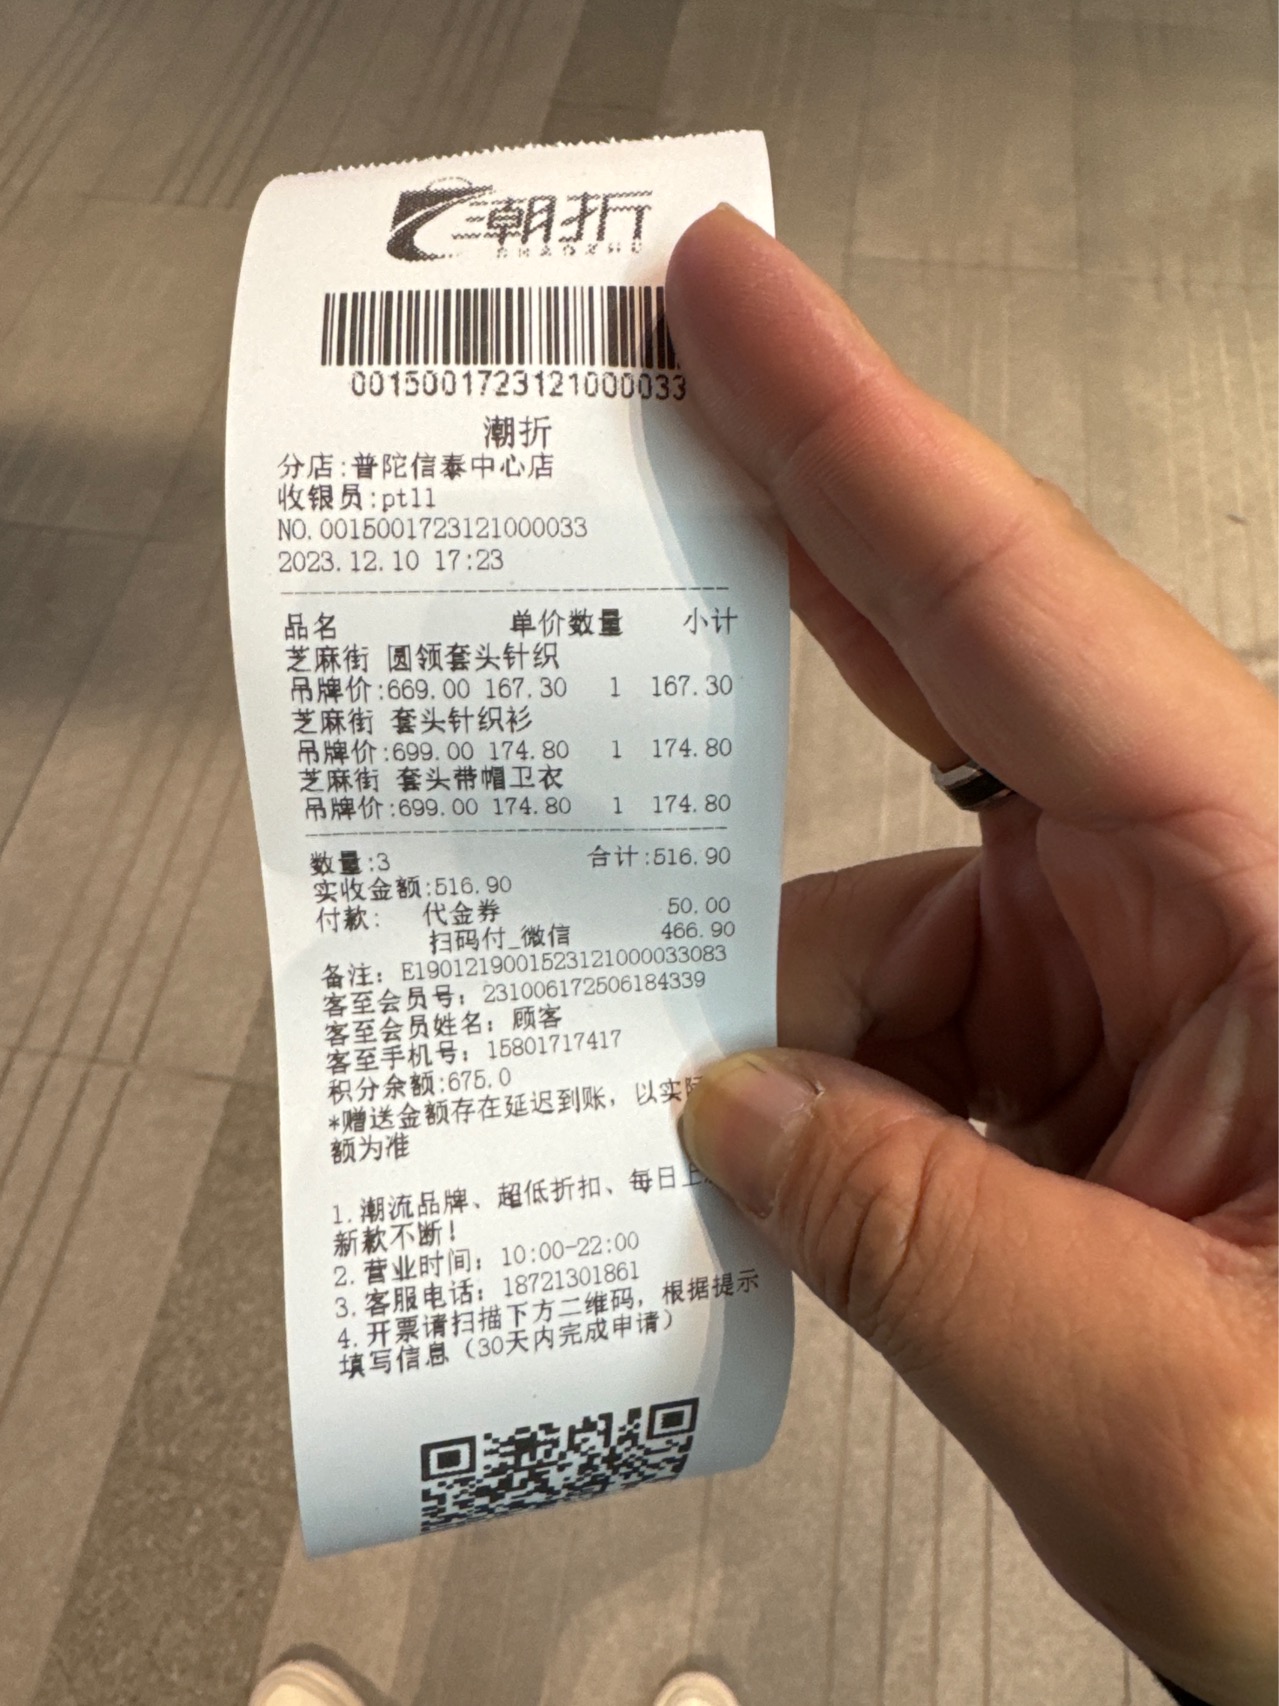 潮折
CHAOZHE
001500172312100033
潮折
分店:普陀信泰中心店
收银员:pt11
NO.0015001723121000033
2023.12.10 17:23
品名 单价数量 小计
芝麻街 圆领套头针织
吊牌价:669.00 167.30 1 167.30
芝麻街 套头针织衫
吊牌价:699.00 174.80 1 174.80
芝麻街 套头带帽卫衣
吊牌价:699.00 174.80 1 174.80
数量:3 合计:516.90
实收金额:516.90
付款: 代金券 50.00
扫码付_微信 466.90
备注: E1901219001523121000033083
客至会员号: 231006172506184339
客至会员姓名: 顾客
客至手机号: 15801717417
积分余额:675.0
*赠送金额存在延迟到账, 以实际
额为准
1. 潮流品牌、超低折扣、每日上
新款不断!
2. 营业时间: 10:00-22:00
3. 客服电话: 18721301861
4. 开票请扫描下方二维码, 根据提示
填写信息 (30天内完成申请)